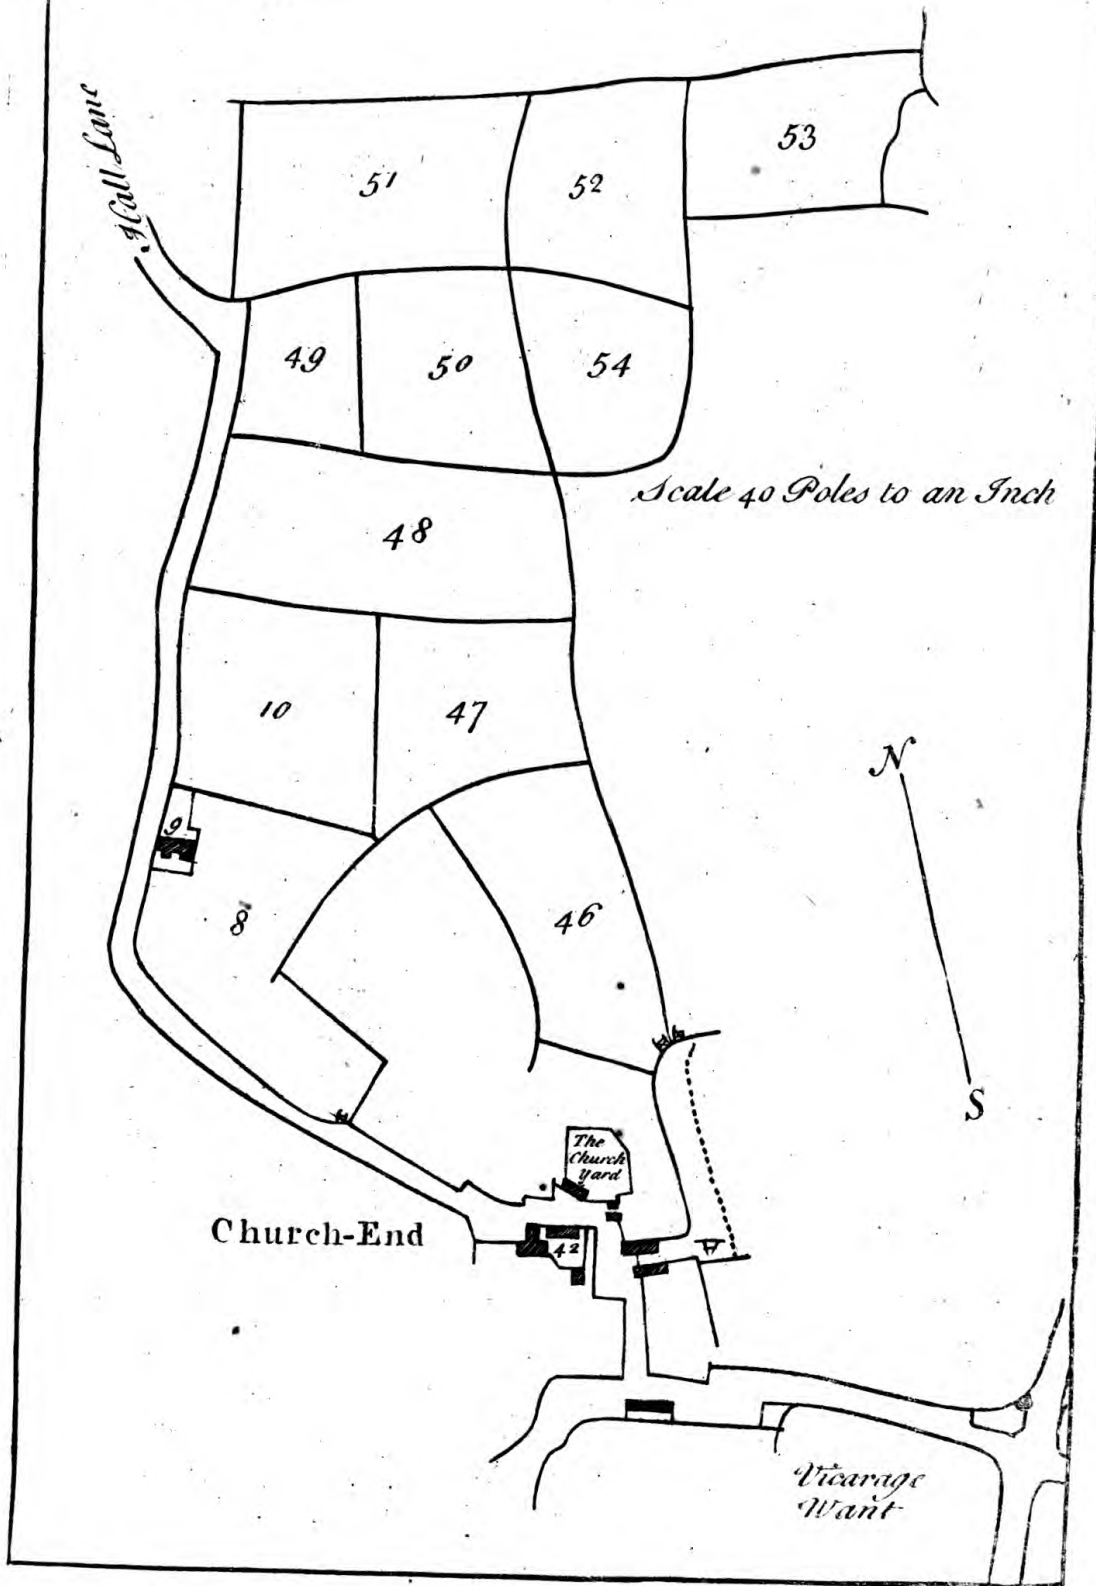 Hall Lane
51
52
53
49
50
54
Scale 40 Poles to an Inch
48
10
47
N
9
8
46
S
The
Church
Yard
Church-End
42
Vicarage
Want